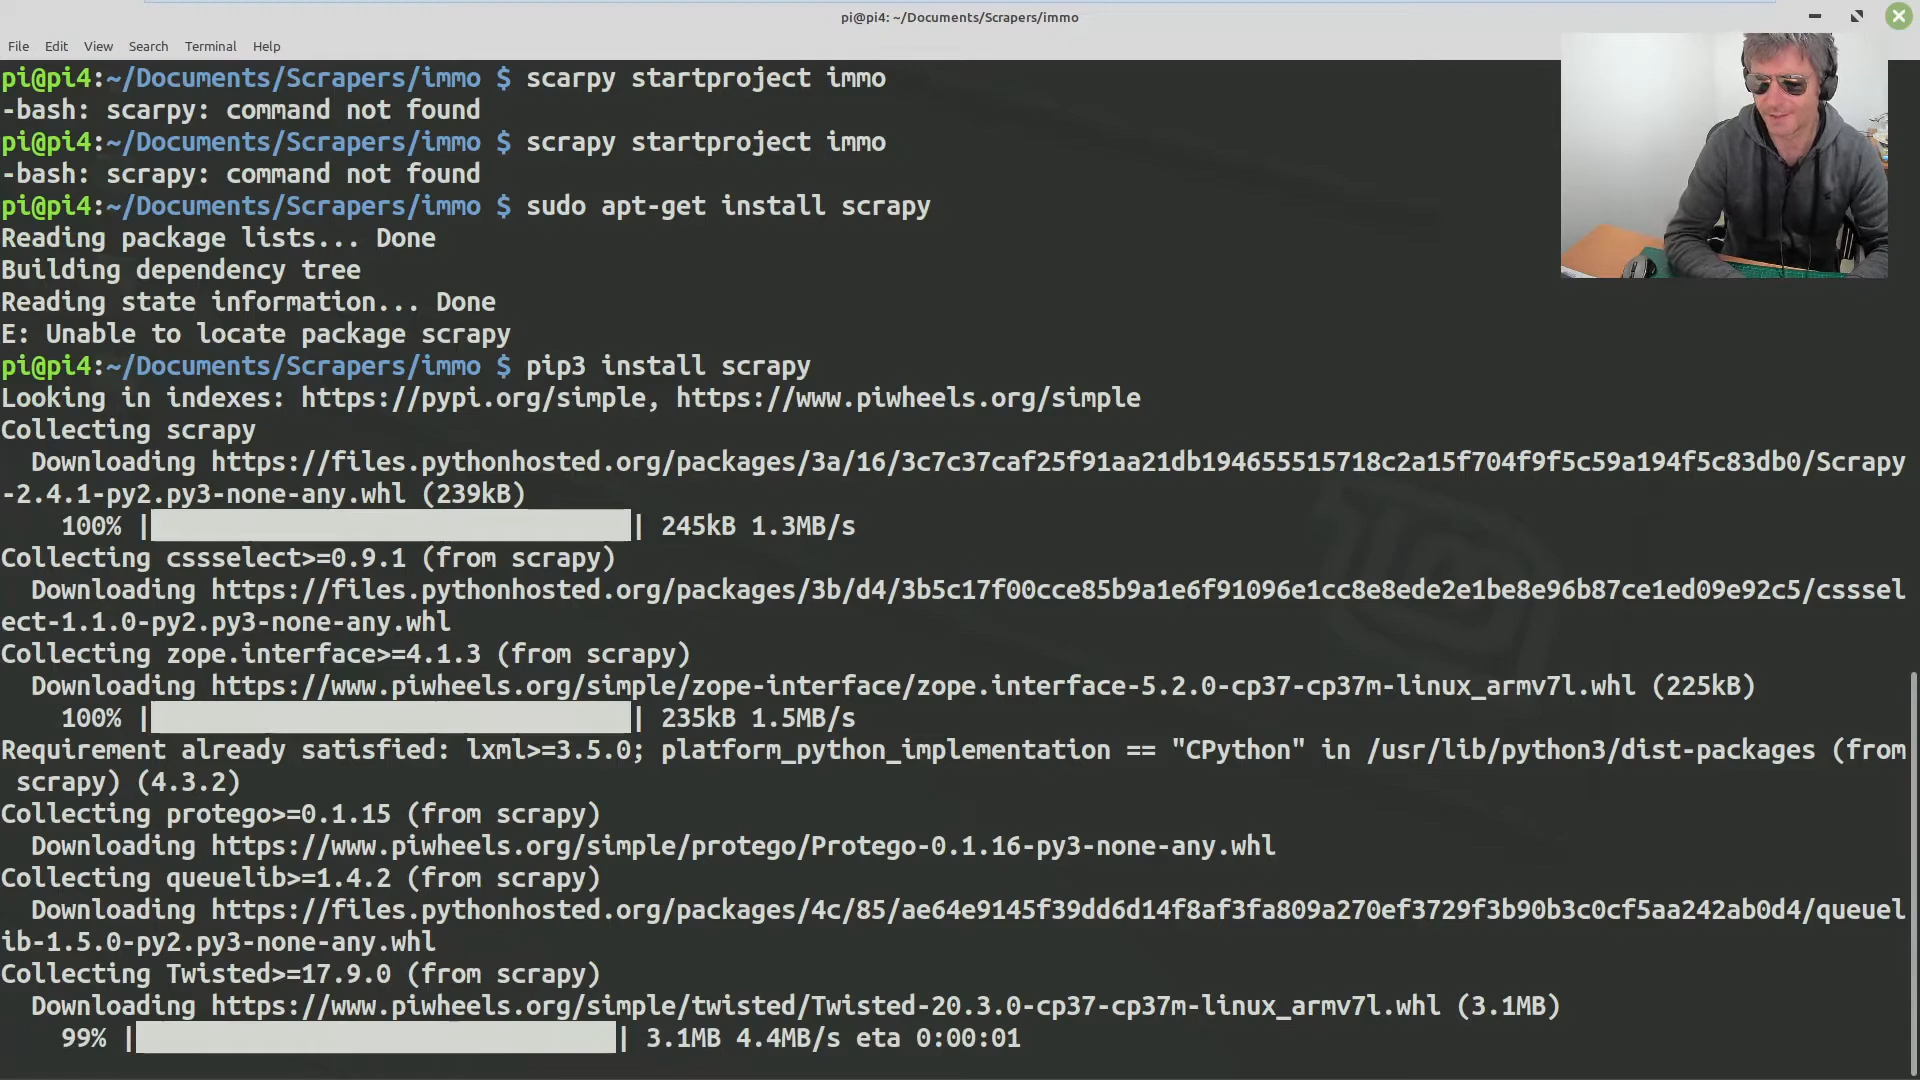 pi@pi4: ~/Documents/Scrapers/immo
File Edit View Search Terminal Help
pi@pi4:~/Documents/Scrapers/immo $ scarpy startproject immo
-bash: scarpy: command not found
pi@pi4:~/Documents/Scrapers/immo $ scrapy startproject immo
-bash: scrapy: command not found
pi@pi4:~/Documents/Scrapers/immo $ sudo apt-get install scrapy
Reading package lists... Done
Building dependency tree
Reading state information... Done
E: Unable to locate package scrapy
pi@pi4:~/Documents/Scrapers/immo $ pip3 install scrapy
Looking in indexes: https://pypi.org/simple, https://www.piwheels.org/simple
Collecting scrapy
Downloading https://files.pythonhosted.org/packages/3a/16/3c7c37caf25f91aa21db194655515718c2a15f704f9f5c59a194f5c83db0/Scrapy
-2.4.1-py2.py3-none-any.whl (239kB)
100% | | 245kB 1.3MB/s
Collecting cssselect>=0.9.1 (from scrapy)
Downloading https://files.pythonhosted.org/packages/3b/d4/3b5c17f00cce85b9a1e6f91096e1cc8e8ede2e1be8e96b87ce1ed09e92c5/csssel
ect-1.1.0-py2.py3-none-any.whl
Collecting zope.interface>=4.1.3 (from scrapy)
Downloading https://www.piwheels.org/simple/zope-interface/zope.interface-5.2.0-cp37-cp37m-linux_armv7l.whl (225kB)
100% | | 235kB 1.5MB/s
Requirement already satisfied: lxml>=3.5.0; platform_python_implementation == "CPython" in /usr/lib/python3/dist-packages (from
scrapy) (4.3.2)
Collecting protego>=0.1.15 (from scrapy)
Downloading https://www.piwheels.org/simple/protego/Protego-0.1.16-py3-none-any.whl
Collecting queuelib>=1.4.2 (from scrapy)
Downloading https://files.pythonhosted.org/packages/4c/85/ae64e9145f39dd6d14f8af3fa809a270ef3729f3b90b3c0cf5aa242ab0d4/queuel
ib-1.5.0-py2.py3-none-any.whl
Collecting Twisted>=17.9.0 (from scrapy)
Downloading https://www.piwheels.org/simple/twisted/Twisted-20.3.0-cp37-cp37m-linux_armv7l.whl (3.1MB)
99% | | 3.1MB 4.4MB/s eta 0:00:01